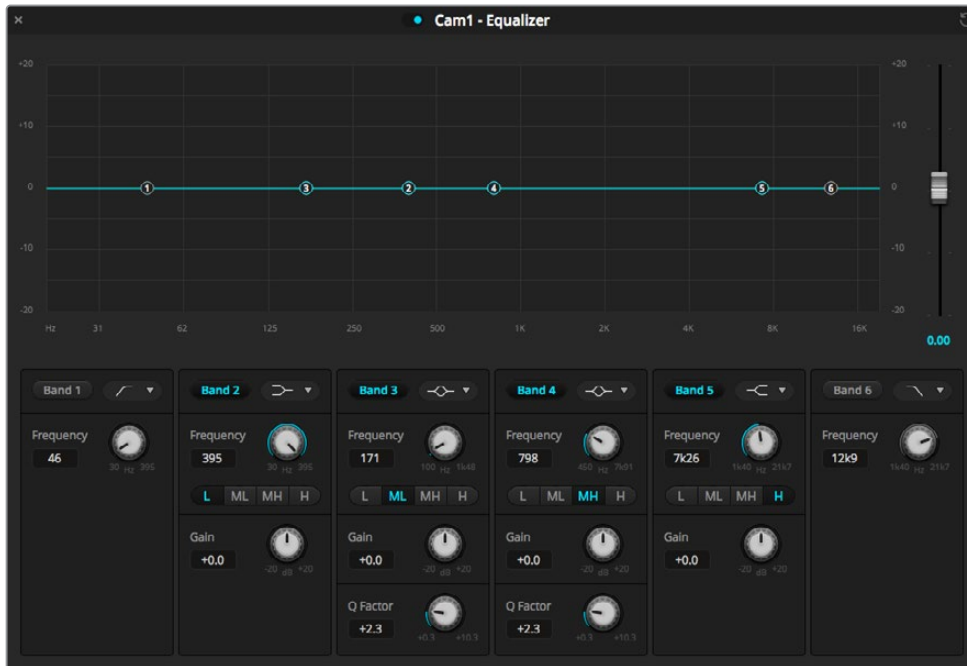 Cam1 - Equalizer
+20 +20
+10 +10
0 1 3 2 4 5 6 0
-10 -10
-20 -20
Hz 31 62 125 250 500 1K 2K 4K 8K 16K
0.00
Band 1 Band 2 Band 3 Band 4 Band 5 Band 6
Frequency Frequency Frequency Frequency Frequency Frequency
46 395 171 798 7k26 12k9
30 Hz 395 30 Hz 395 100 Hz 1k48 450 Hz 7k01 1k40 Hz 21k7 1k40 Hz 21k7
L ML MH H L ML MH H L ML MH H L ML MH H
Gain Gain Gain Gain
+0.0 +0.0 +0.0 +0.0
-20 dB +20 -20 dB +20 -20 dB +20 -20 dB +20
Q Factor Q Factor
+2.3 +2.3
+0.3 +10.3 +0.3 +10.3